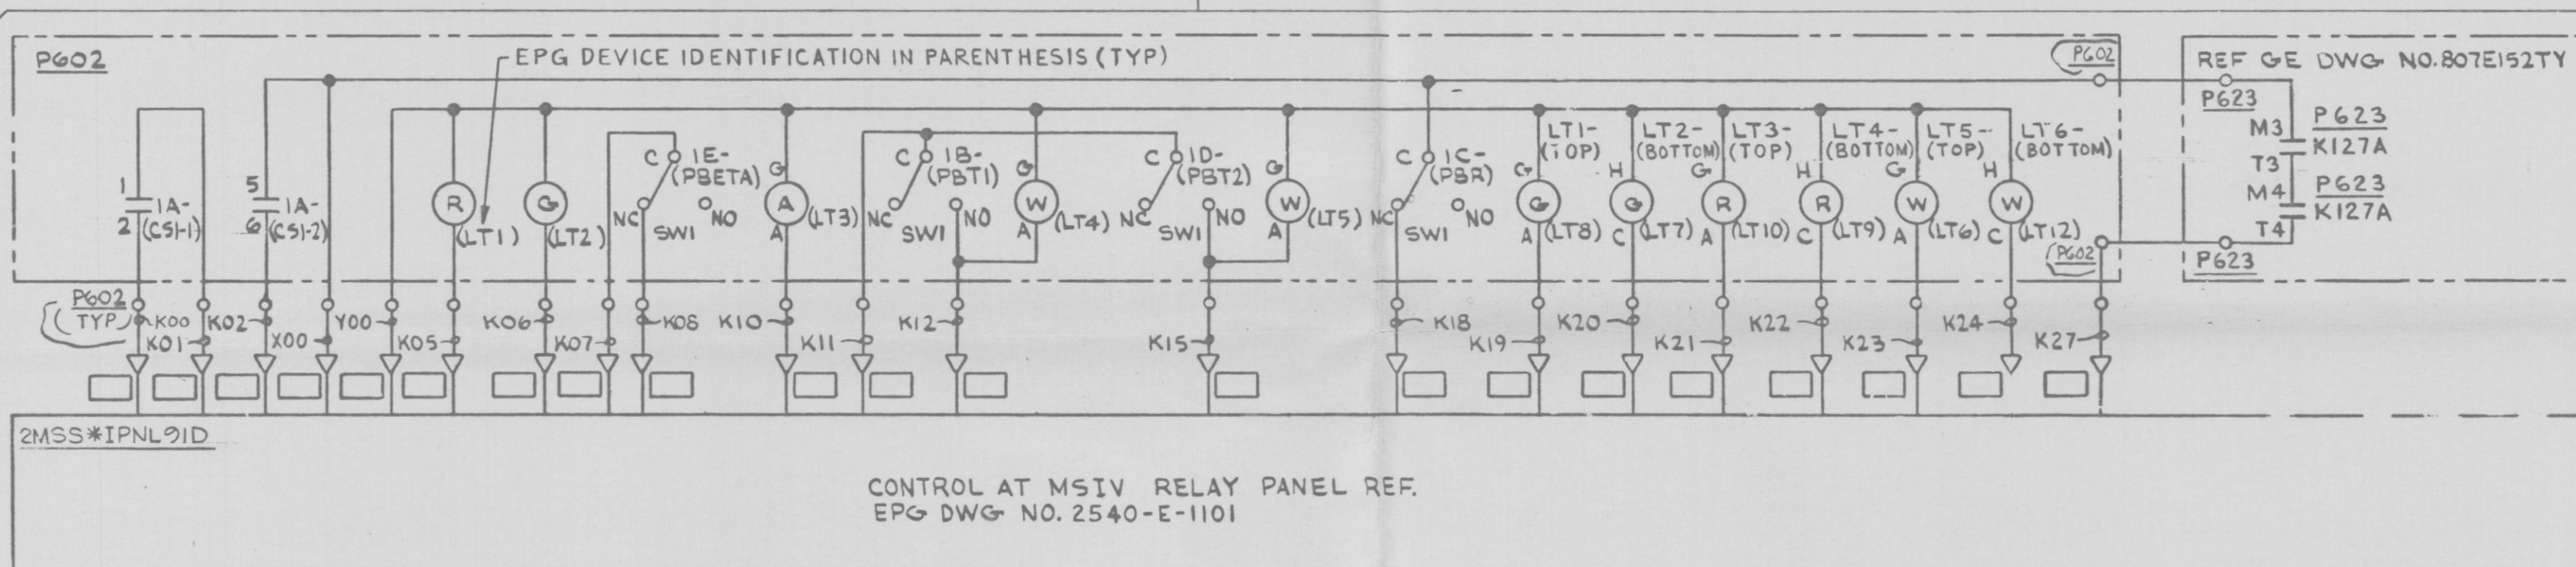 P602
EPG DEVICE IDENTIFICATION IN PARENTHESIS (TYP)
P602
REF GE DWG NO. 807E152TY
P623
M3
P623
K127A
T3
M4
P623
K127A
T4
P623
1
2
1A-
(CS1-1)
5
6
1A-
(CS1-2)
R
(LT1)
G
(LT2)
C
1E-
(PBETA)
NC
NO
SW1
G
A
A
(LT3)
C
1B-
(PBT1)
NC
NO
SW1
G
W
A
(LT4)
C
1D-
(PBT2)
NC
NO
SW1
G
W
A
(LT5)
C
1C-
(PBR)
NC
NO
SW1
LT1-
(TOP)
G
G
A
(LT8)
LT2-
(BOTTOM)
H
G
C
(LT7)
LT3-
(TOP)
G
R
A
(LT10)
LT4-
(BOTTOM)
H
R
C
(LT9)
LT5-
(TOP)
G
W
A
(LT6)
LT6-
(BOTTOM)
H
W
C
(LT12)
P602
P602
TYP
K00
K01
K02
X00
Y00
K05
K06
K07
K08
K10
K11
K12
K15
K18
K19
K20
K21
K22
K23
K24
K27
2MSS*IPNL91D
CONTROL AT MSIV RELAY PANEL REF.
EPG DWG NO. 2540-E-1101